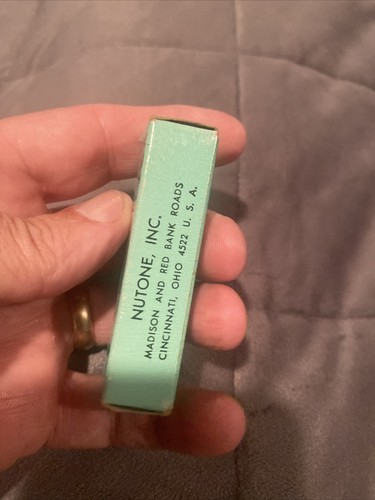 NUTONE, INC.
MADISON AND RED BANK ROADS
CINCINNATI, OHIO 4522 U. S. A.